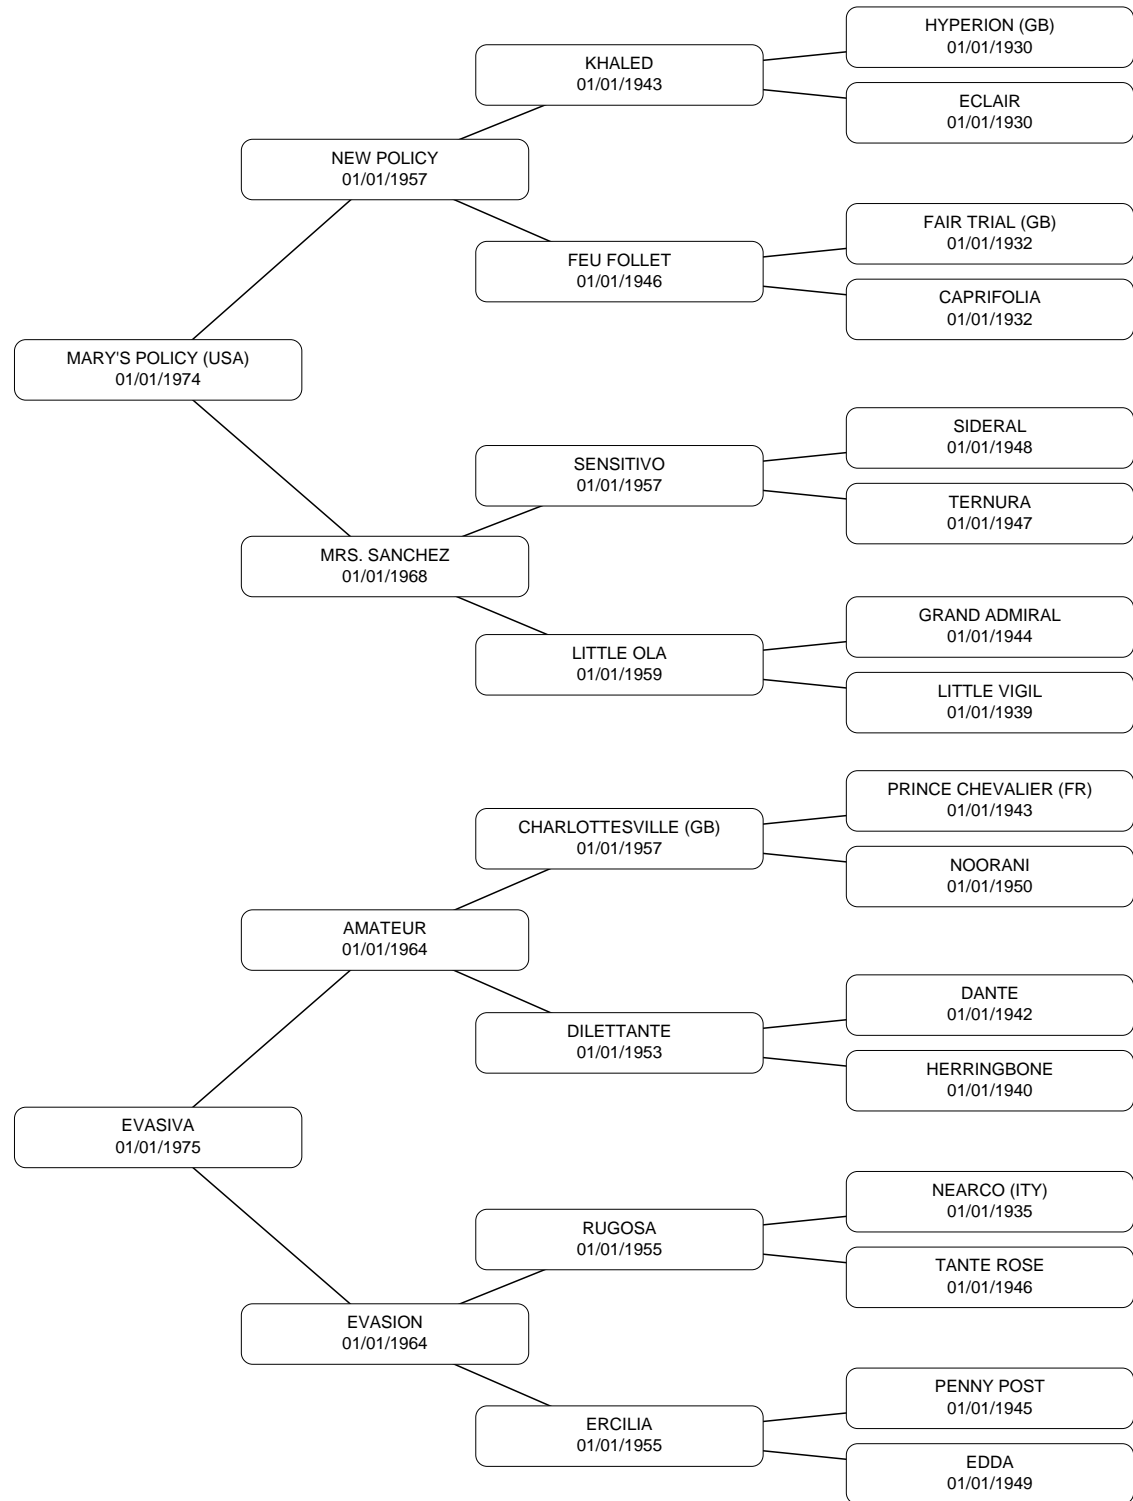 HYPERION (GB)
01/01/1930
KHALED
01/01/1943
ECLAIR
01/01/1930
NEW POLICY
01/01/1957
FAIR TRIAL (GB)
01/01/1932
FEU FOLLET
01/01/1946
CAPRIFOLIA
01/01/1932
MARY'S POLICY (USA)
01/01/1974
SIDERAL
01/01/1948
SENSITIVO
01/01/1957
TERNURA
01/01/1947
MRS. SANCHEZ
01/01/1968
GRAND ADMIRAL
01/01/1944
LITTLE OLA
01/01/1959
LITTLE VIGIL
01/01/1939
PRINCE CHEVALIER (FR)
01/01/1943
CHARLOTTESVILLE (GB)
01/01/1957
NOORANI
01/01/1950
AMATEUR
01/01/1964
DANTE
01/01/1942
DILETTANTE
01/01/1953
HERRINGBONE
01/01/1940
EVASIVA
01/01/1975
NEARCO (ITY)
01/01/1935
RUGOSA
01/01/1955
TANTE ROSE
01/01/1946
EVASION
01/01/1964
PENNY POST
01/01/1945
ERCILIA
01/01/1955
EDDA
01/01/1949